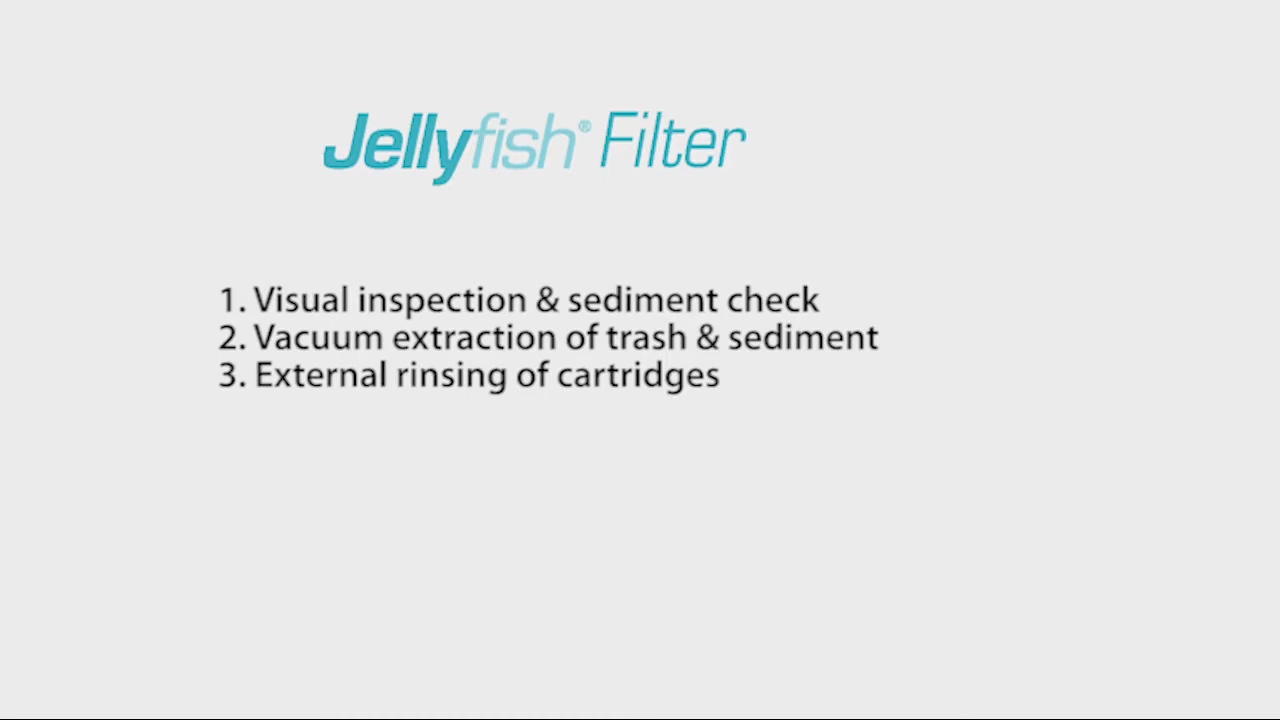 Jellyfish® Filter
1. Visual inspection & sediment check
2. Vacuum extraction of trash & sediment
3. External rinsing of cartridges